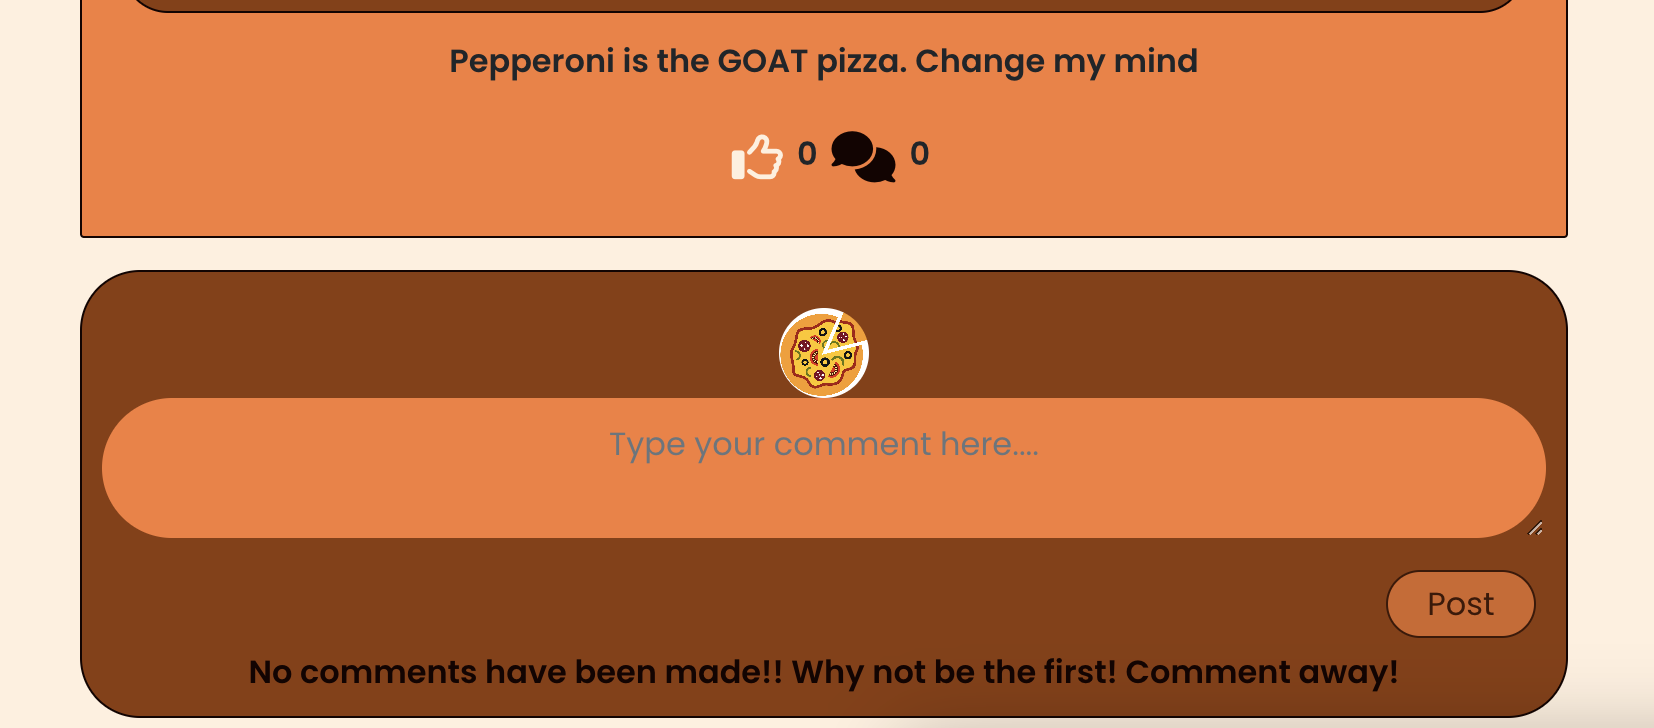 Pepperoni is the GOAT pizza. Change my mind
0 0
Type your comment here....
Post
No comments have been made!! Why not be the first! Comment away!